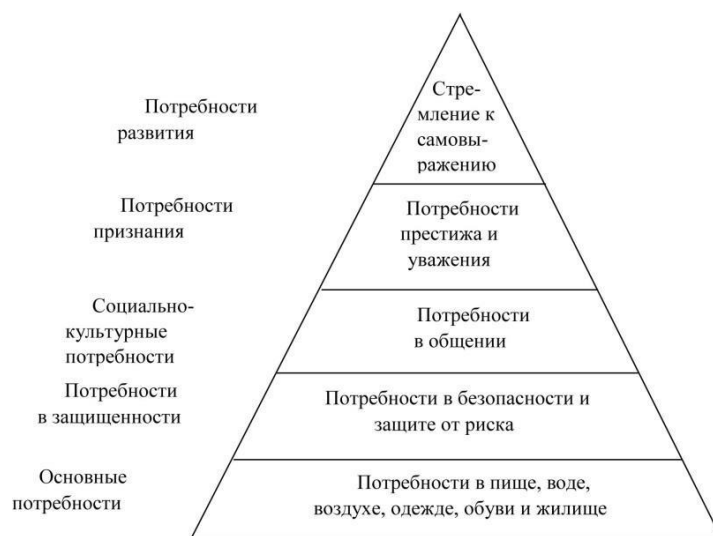 Потребности
развития
Стре-
мление к
самовы-
ражению
Потребности
признания
Потребности
престижа и
уважения
Социально-
культурные
потребности
Потребности
в общении
Потребности
в защищенности
Потребности в безопасности и
защите от риска
Основные
потребности
Потребности в пище, воде,
воздухе, одежде, обуви и жилище